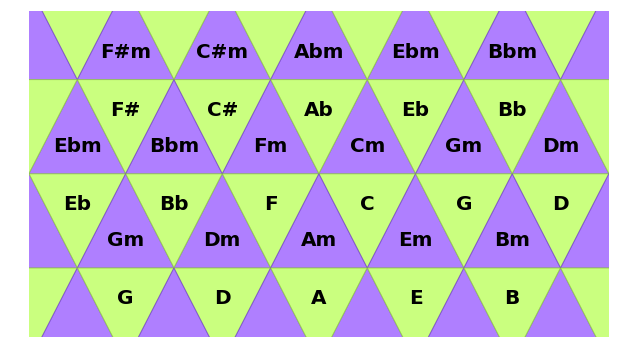 F#m C#m Abm Ebm Bbm
F# C# Ab Eb Bb
Ebm Bbm Fm Cm Gm Dm
Eb Bb F C G D
Gm Dm Am Em Bm
G D A E B